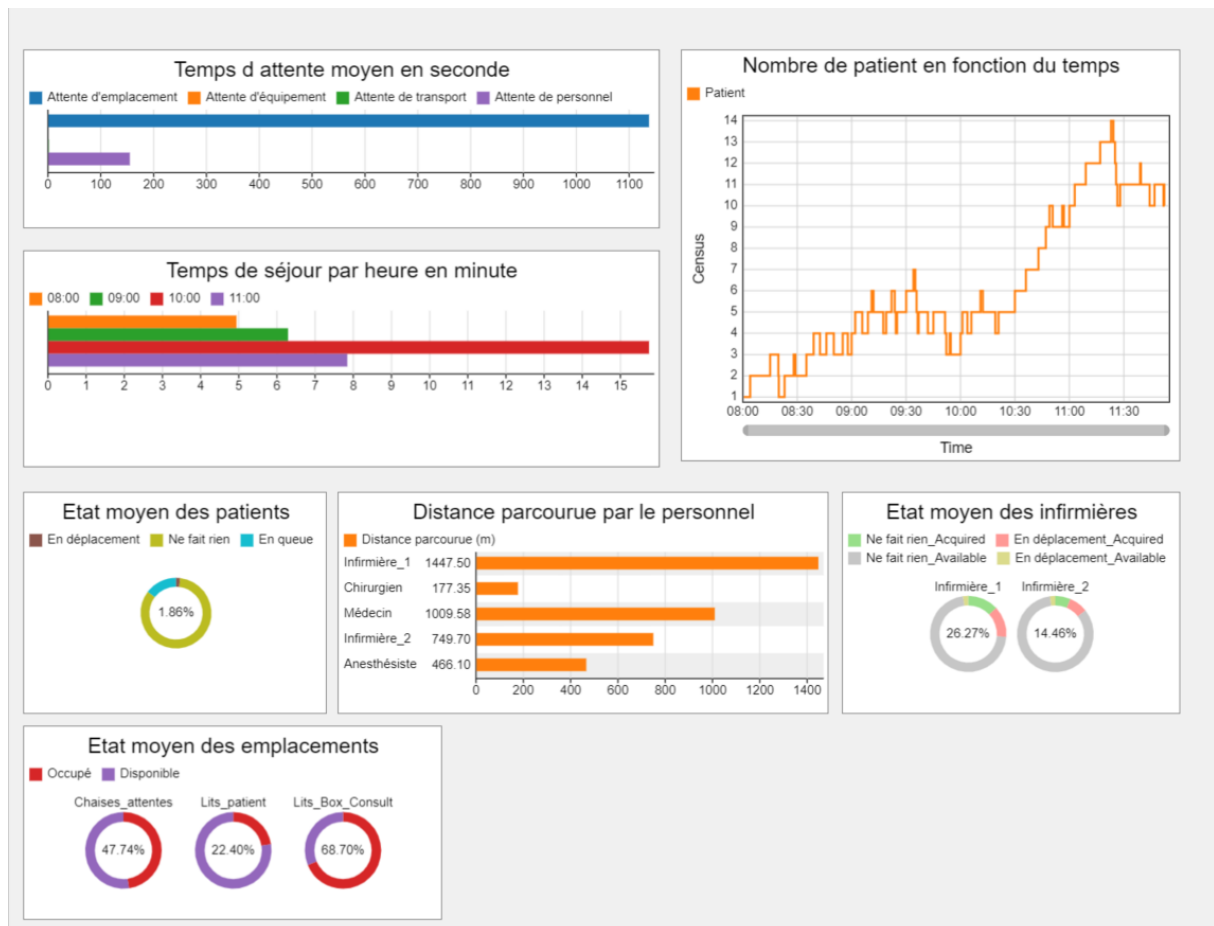 Temps d attente moyen en seconde
Attente d'emplacement Attente d'équipement Attente de transport Attente de personnel
0 100 200 300 400 500 600 700 800 900 1000 1100
Nombre de patient en fonction du temps
Patient
14
13
12
11
10
9
8
7
6
5
4
3
2
1
Census
08:00 08:30 09:00 09:30 10:00 10:30 11:00 11:30
Time
Temps de séjour par heure en minute
08:00 09:00 10:00 11:00
0 1 2 3 4 5 6 7 8 9 10 11 12 13 14 15
Etat moyen des patients
En déplacement Ne fait rien En queue
1.86%
Distance parcourue par le personnel
Distance parcourue (m)
Infirmière_1 1447.50
Chirurgien 177.35
Médecin 1009.58
Infirmière_2 749.70
Anesthésiste 466.10
0 200 400 600 800 1000 1200 1400
Etat moyen des infirmières
Ne fait rien_Acquired En déplacement_Acquired
Ne fait rien_Available En déplacement_Available
Infirmière_1 Infirmière_2
26.27% 14.46%
Etat moyen des emplacements
Occupé Disponible
Chaises_attentes Lits_patient Lits_Box_Consult
47.74% 22.40% 68.70%